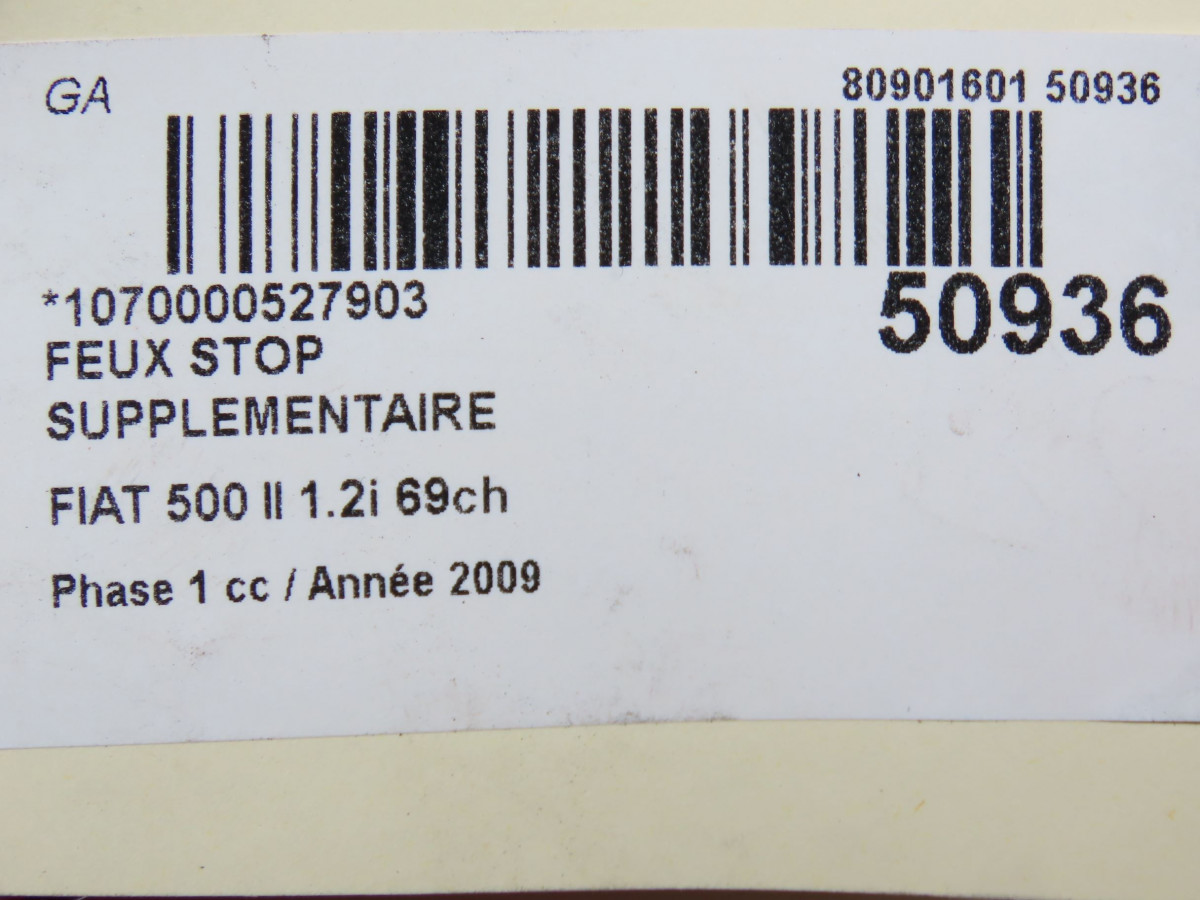 GA
80901601 50936
*1070000527903
50936
FEUX STOP
SUPPLEMENTAIRE
FIAT 500 II 1.2i 69ch
Phase 1 cc / Année 2009